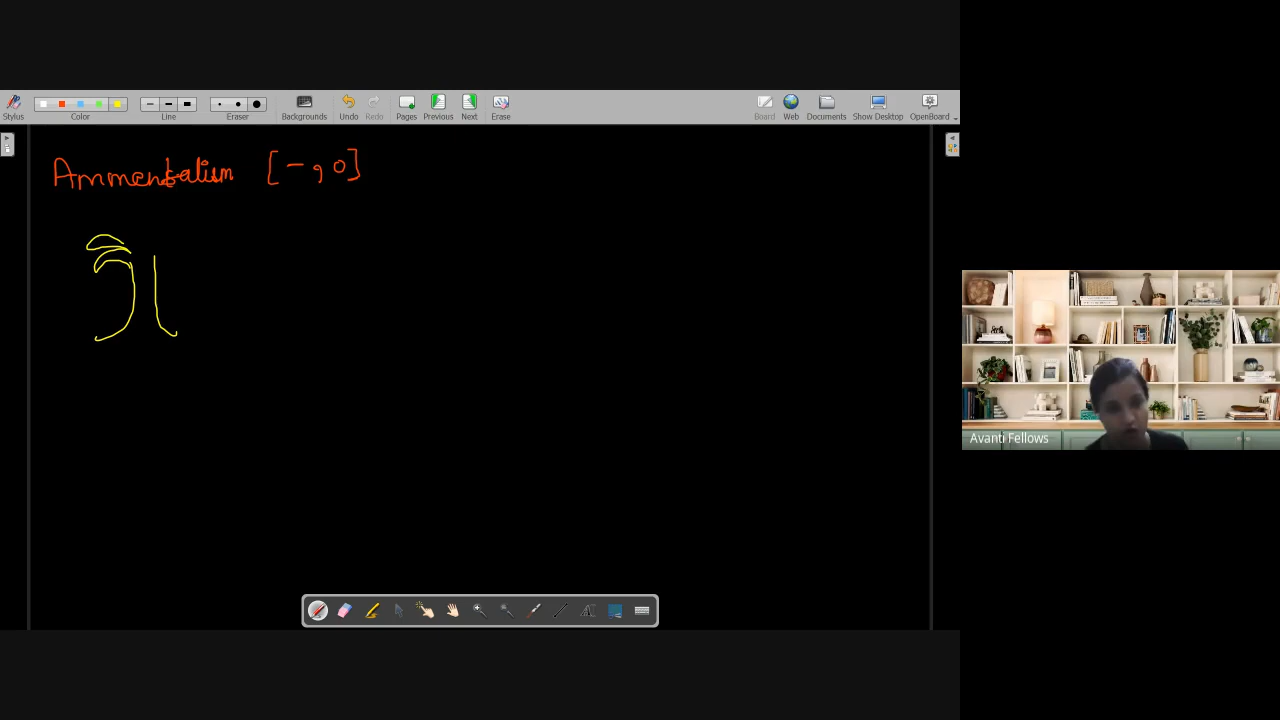 Stylus
Color
Line
Eraser
Backgrounds
Undo
Redo
Pages
Previous
Next
Erase
Board
Web
Documents
Show Desktop
OpenBoard
Ammensalism [-, 0]
Avanti Fellows